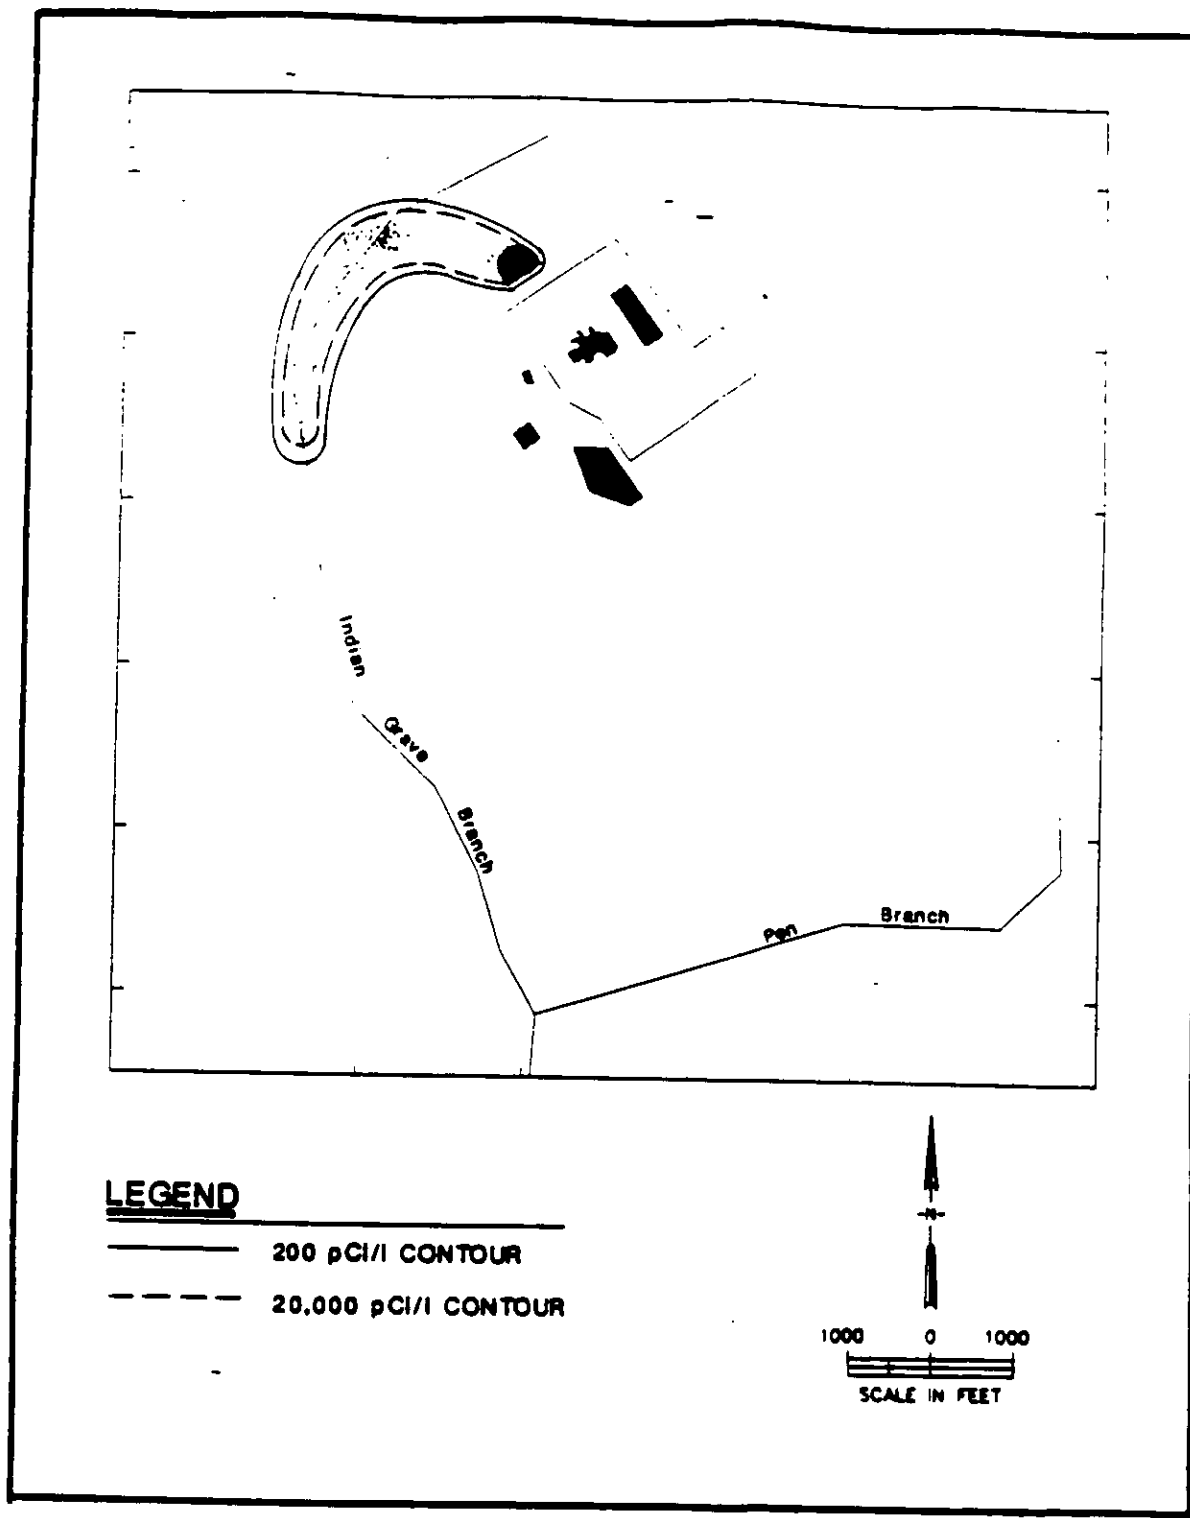 Indian
Grave
Branch
Pen Branch
LEGEND
200 pCi/l CONTOUR
20,000 pCi/l CONTOUR
N
1000 0 1000
SCALE IN FEET